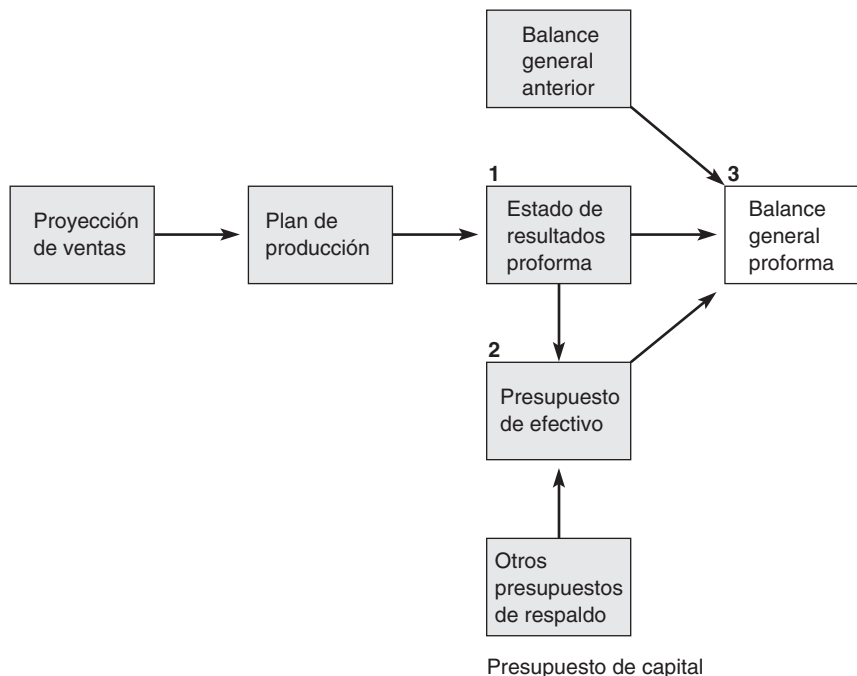 Balance
general
anterior
Proyección
de ventas
Plan de
producción
1
Estado de
resultados
proforma
3
Balance
general
proforma
2
Presupuesto
de efectivo
Otros
presupuestos
de respaldo
Presupuesto de capital